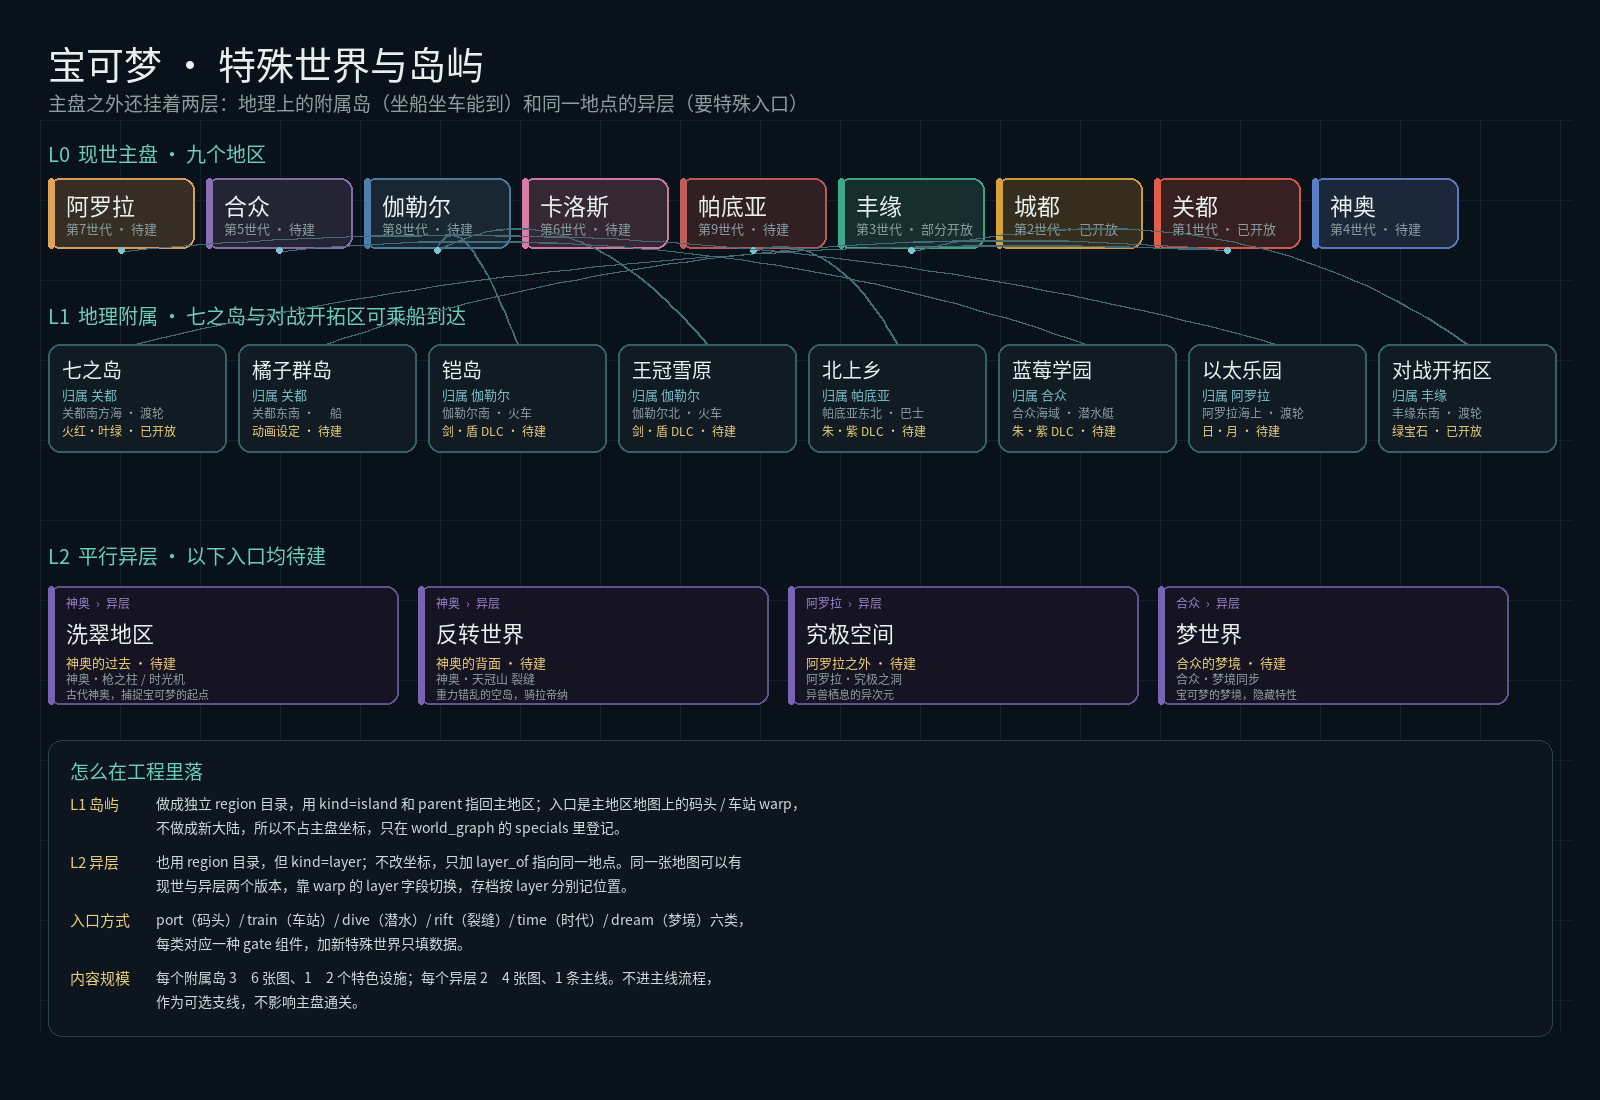 宝可梦 · 特殊世界与岛屿
主盘之外还挂着两层：地理上的附属岛（坐船坐车能到）和同一地点的异层（要特殊入口）
L0 现世主盘 · 九个地区
阿罗拉
第7世代 · 待建
合众
第5世代 · 待建
伽勒尔
第8世代 · 待建
卡洛斯
第6世代 · 待建
帕底亚
第9世代 · 待建
丰缘
第3世代 · 部分开放
城都
第2世代 · 已开放
关都
第1世代 · 已开放
神奥
第4世代 · 待建
L1 地理附属 · 七之岛与对战开拓区可乘船到达
七之岛
归属 关都
关都南方海 · 渡轮
火红·叶绿 · 已开放
橘子群岛
归属 关都
关都东南 · 船
动画设定 · 待建
铠岛
归属 伽勒尔
伽勒尔南 · 火车
剑·盾 DLC · 待建
王冠雪原
归属 伽勒尔
伽勒尔北 · 火车
剑·盾 DLC · 待建
北上乡
归属 帕底亚
帕底亚东北 · 巴士
朱·紫 DLC · 待建
蓝莓学园
归属 合众
合众海域 · 潜水艇
朱·紫 DLC · 待建
以太乐园
归属 阿罗拉
阿罗拉海上 · 渡轮
日·月 · 待建
对战开拓区
归属 丰缘
丰缘东南 · 渡轮
绿宝石 · 已开放
L2 平行异层 · 以下入口均待建
神奥 › 异层
洗翠地区
神奥的过去 · 待建
神奥·枪之柱 / 时光机
古代神奥，捕捉宝可梦的起点
神奥 › 异层
反转世界
神奥的背面 · 待建
神奥·天冠山 裂缝
重力错乱的空岛，骑拉帝纳
阿罗拉 › 异层
究极空间
阿罗拉之外 · 待建
阿罗拉·究极之洞
异兽栖息的异次元
合众 › 异层
梦世界
合众的梦境 · 待建
合众·梦境同步
宝可梦的梦境，隐藏特性
怎么在工程里落
L1 岛屿 做成独立 region 目录，用 kind=island 和 parent 指回主地区；入口是主地区地图上的码头 / 车站 warp，
不做成新大陆，所以不占主盘坐标，只在 world_graph 的 specials 里登记。
L2 异层 也用 region 目录，但 kind=layer；不改坐标，只加 layer_of 指向同一地点。同一张地图可以有
现世与异层两个版本，靠 warp 的 layer 字段切换，存档按 layer 分别记位置。
入口方式 port（码头）/ train（车站）/ dive（潜水）/ rift（裂缝）/ time（时代）/ dream（梦境）六类，
每类对应一种 gate 组件，加新特殊世界只填数据。
内容规模 每个附属岛 3 6 张图、1 2 个特色设施；每个异层 2 4 张图、1 条主线。不进主线流程，
作为可选支线，不影响主盘通关。